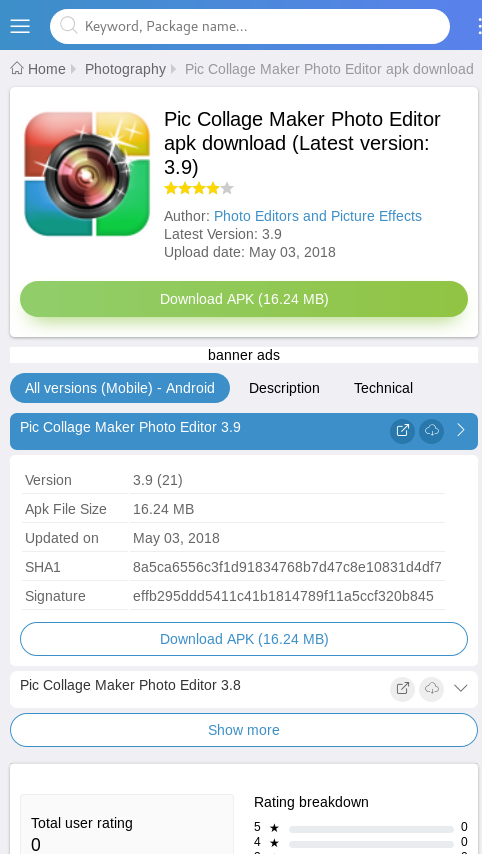 Keyword, Package name...
Home Photography Pic Collage Maker Photo Editor apk download
Pic Collage Maker Photo Editor
apk download (Latest version:
3.9)
Author: Photo Editors and Picture Effects
Latest Version: 3.9
Upload date: May 03, 2018
Download APK (16.24 MB)
banner ads
All versions (Mobile) - Android Description Technical
Pic Collage Maker Photo Editor 3.9
Version 3.9 (21)
Apk File Size 16.24 MB
Updated on May 03, 2018
SHA1 8a5ca6556c3f1d91834768b7d47c8e10831d4df7
Signature effb295ddd5411c41b1814789f11a5ccf320b845
Download APK (16.24 MB)
Pic Collage Maker Photo Editor 3.8
Show more
Rating breakdown
Total user rating
0
5 ★ 0
4 ★ 0